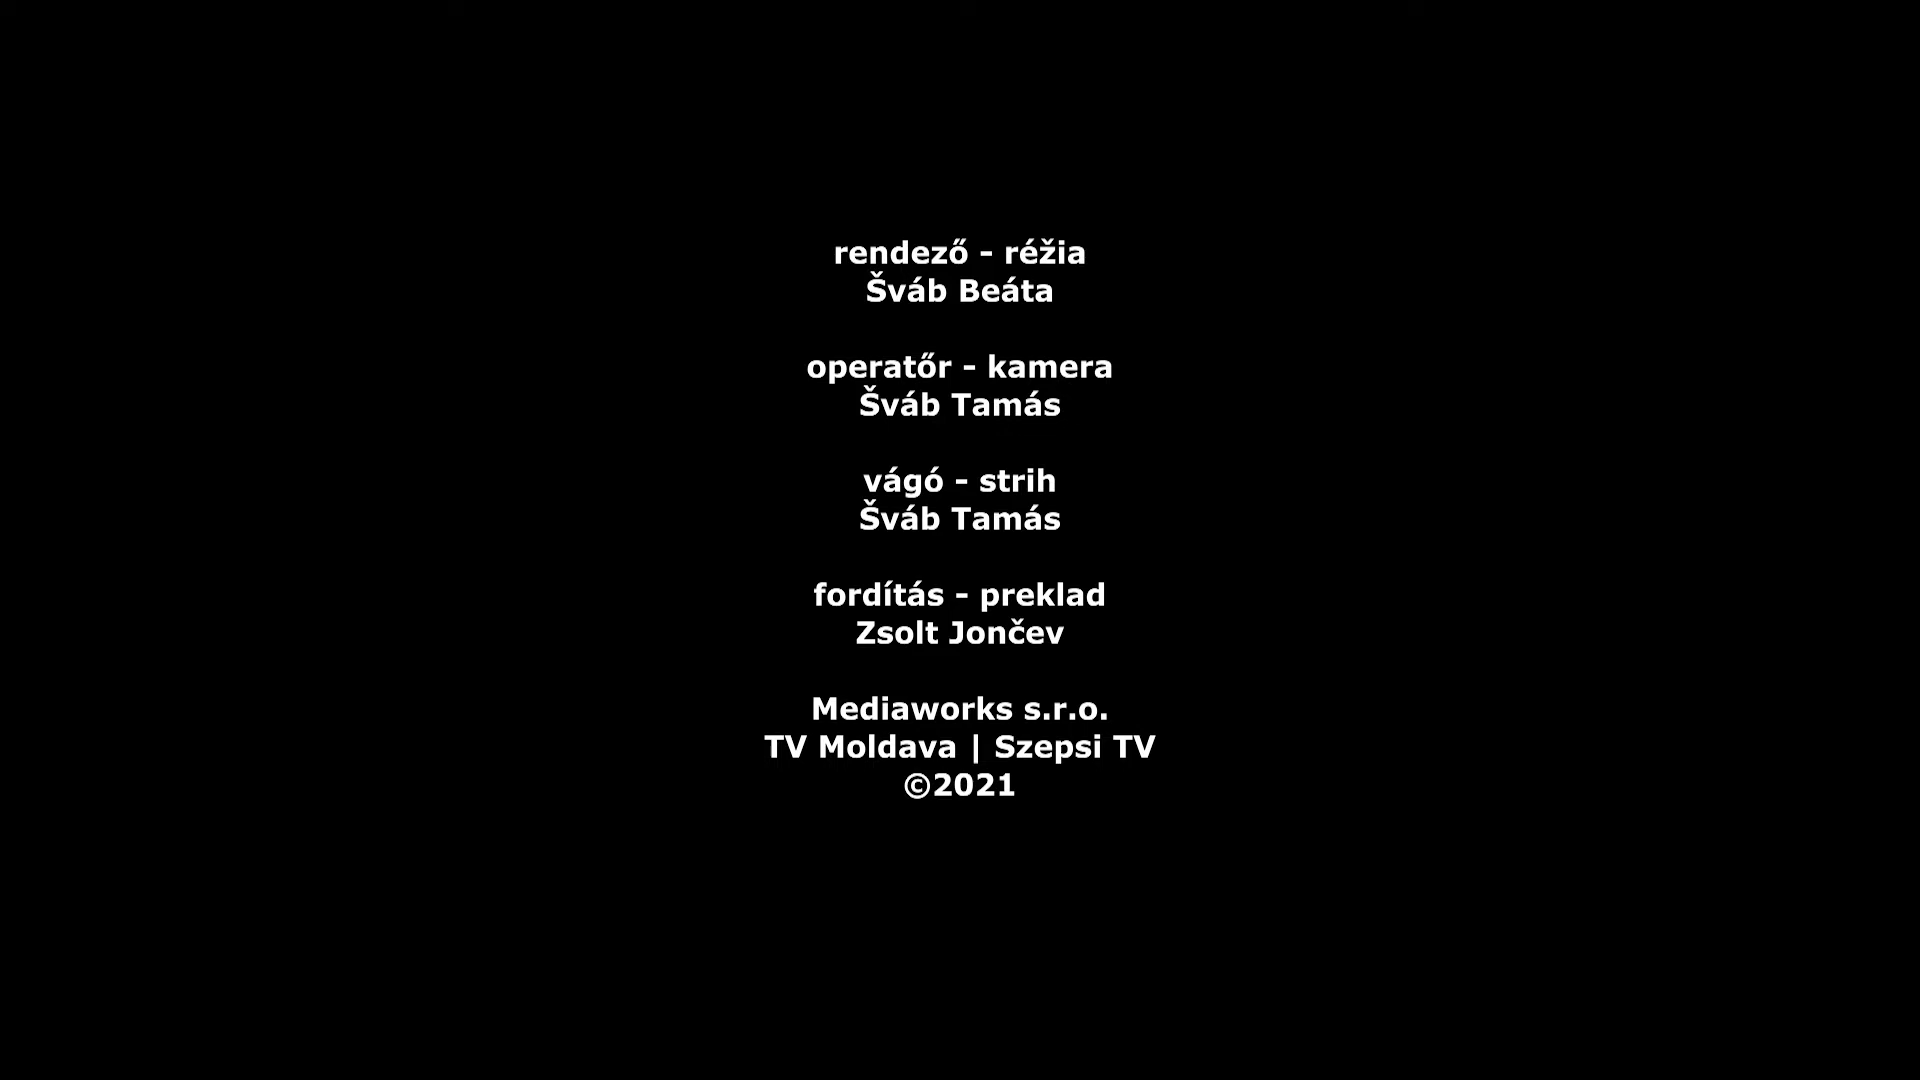 rendező - réžia
Šváb Beáta
operatőr - kamera
Šváb Tamás
vágó - strih
Šváb Tamás
fordítás - preklad
Zsolt Jončev
Mediaworks s.r.o.
TV Moldava | Szepsi TV
©2021